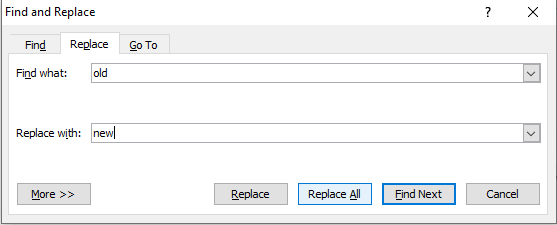 Find and Replace ? ×
Find Replace Go To
Find what: old
Replace with: new
More >> Replace Replace All Find Next Cancel